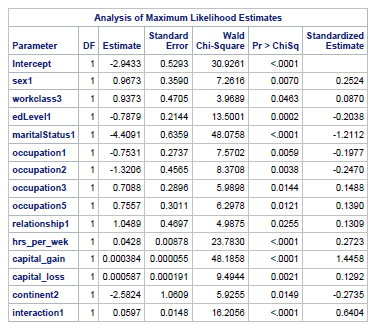 Analysis of Maximum Likelihood Estimates
Parameter DF Estimate Standard Error Wald Chi-Square Pr > ChiSq Standardized Estimate
Intercept 1 -2.9433 0.5293 30.9261 <.0001
sex1 1 0.9673 0.3590 7.2616 0.0070 0.2524
workclass3 1 0.9373 0.4705 3.9689 0.0463 0.0870
edLevel1 1 -0.7879 0.2144 13.5001 0.0002 -0.2038
maritalStatus1 1 -4.4091 0.6359 48.0758 <.0001 -1.2112
occupation1 1 -0.7531 0.2737 7.5702 0.0059 -0.1977
occupation2 1 -1.3206 0.4565 8.3708 0.0038 -0.2470
occupation3 1 0.7088 0.2896 5.9898 0.0144 0.1488
occupation5 1 0.7557 0.3011 6.2978 0.0121 0.1390
relationship1 1 1.0489 0.4697 4.9875 0.0255 0.1309
hrs_per_wek 1 0.0428 0.00878 23.7830 <.0001 0.2723
capital_gain 1 0.000384 0.000055 48.1858 <.0001 1.4458
capital_loss 1 0.000587 0.000191 9.4944 0.0021 0.1292
continent2 1 -2.5824 1.0609 5.9255 0.0149 -0.2735
interaction1 1 0.0597 0.0148 16.2056 <.0001 0.6404